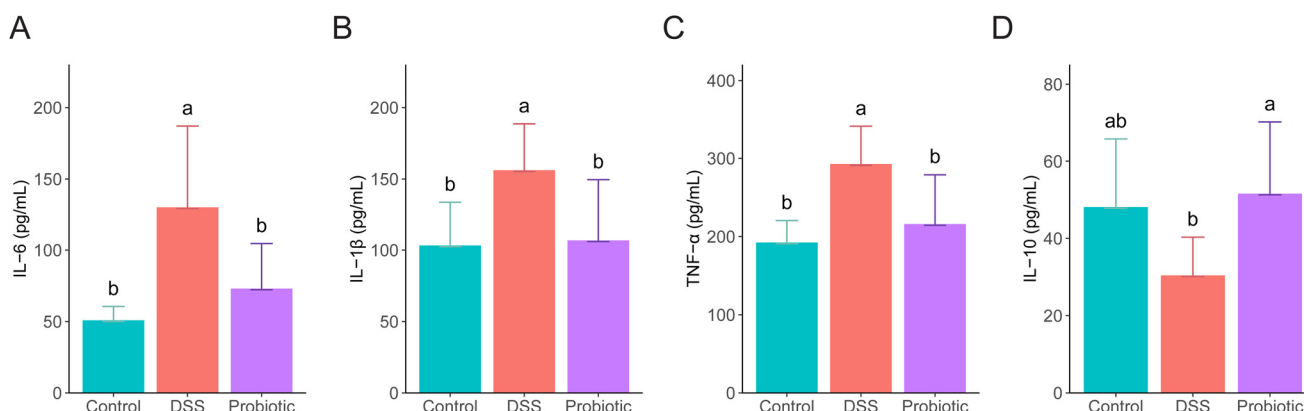 A
B
C
D
IL−6 (pg/mL)
200
150
100
50
0
b
a
b
Control
DSS
Probiotic
IL−1β (pg/mL)
200
150
100
50
0
b
a
b
Control
DSS
Probiotic
TNF−α (pg/mL)
400
300
200
100
0
b
a
b
Control
DSS
Probiotic
IL−10 (pg/mL)
80
60
40
20
0
ab
b
a
Control
DSS
Probiotic